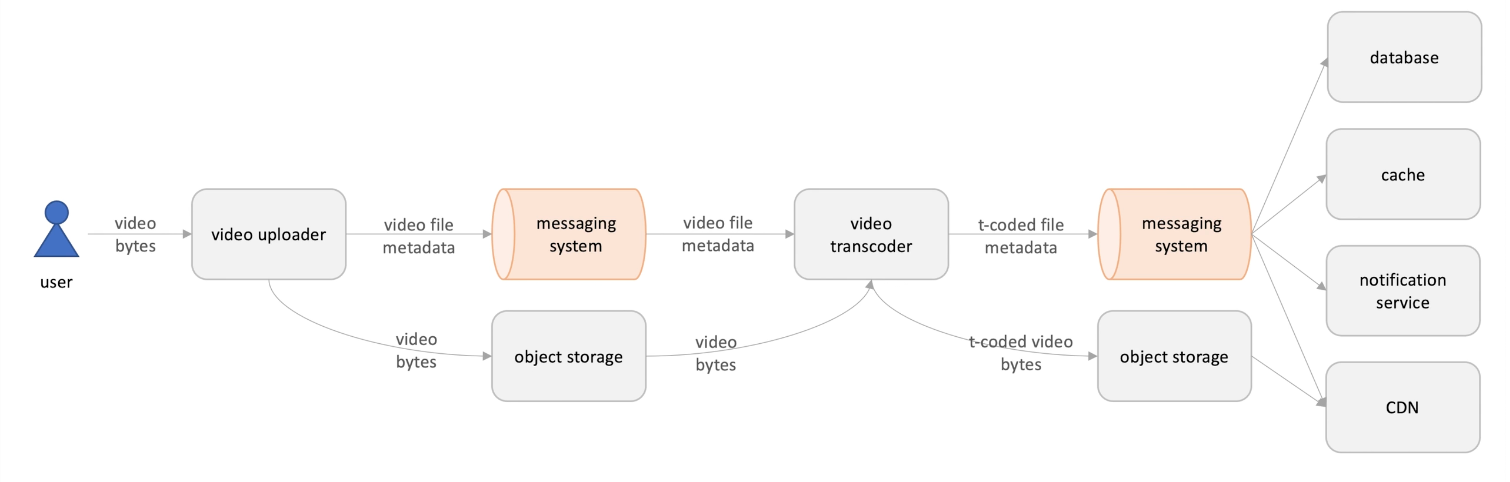 user
video
bytes
video uploader
video file
metadata
messaging
system
video file
metadata
video
transcoder
t-coded file
metadata
messaging
system
video
bytes
object storage
video
bytes
t-coded video
bytes
object storage
database
cache
notification
service
CDN